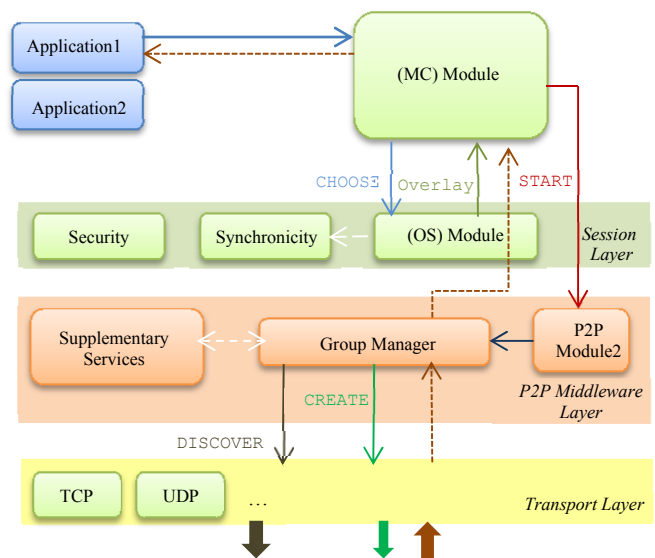 Application1
(MC) Module
Application2
CHOOSE
Overlay
START
Security
Synchronicity
(OS) Module
Session
Layer
Supplementary
Services
Group Manager
P2P
Module2
P2P Middleware
Layer
CREATE
DISCOVER
TCP
UDP
...
Transport Layer